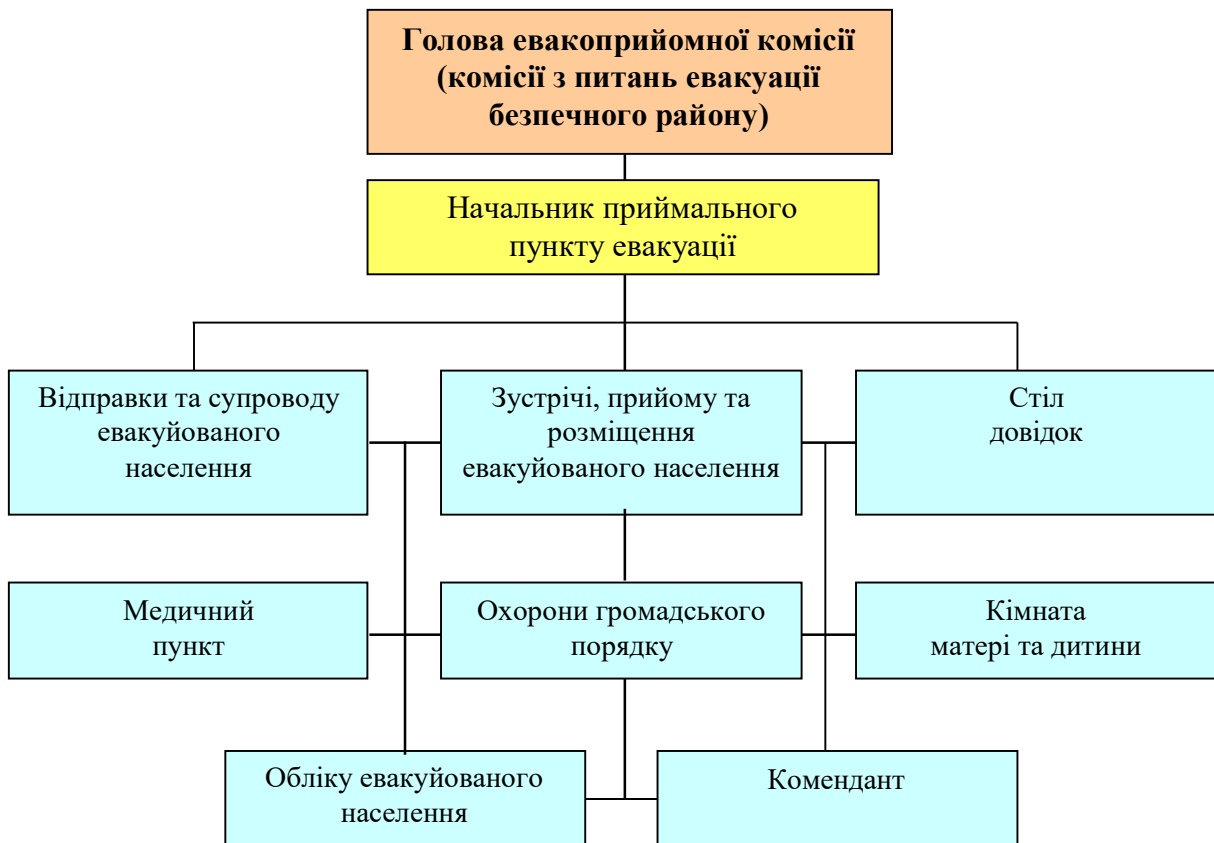 Голова евакоприйомної комісії
(комісії з питань евакуації
безпечного району)
Начальник приймального
пункту евакуації
Відправки та супроводу
евакуйованого
населення
Зустрічі, прийому та
розміщення
евакуйованого населення
Стіл
довідок
Медичний
пункт
Охорони громадського
порядку
Кімната
матері та дитини
Обліку евакуйованого
населення
Комендант